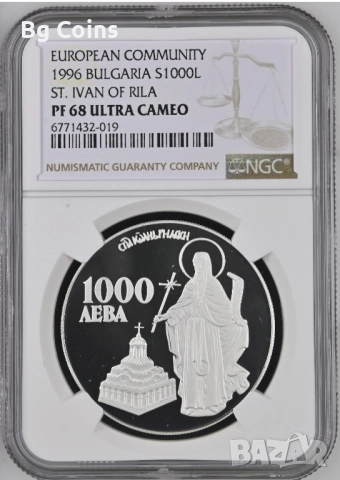 Bg Coins
EUROPEAN COMMUNITY
1996 BULGARIA S1000L
ST. IVAN OF RILA
PF 68 ULTRA CAMEO
6771432-019
NUMISMATIC GUARANTY COMPANY
NGC
1000
ЛЕВА
BAZAR